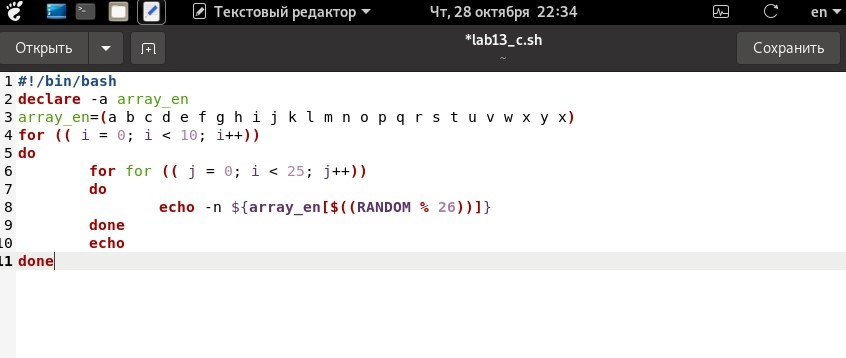 Текстовый редактор Чт, 28 октября 22:34 en
Открыть *lab13_c.sh Сохранить
~
1 #!/bin/bash
2 declare -a array_en
3 array_en=(a b c d e f g h i j k l m n o p q r s t u v w x y x)
4 for (( i = 0; i < 10; i++))
5 do
6 for for (( j = 0; i < 25; j++))
7 do
8 echo -n ${array_en[$((RANDOM % 26))]}
9 done
10 echo
11 done